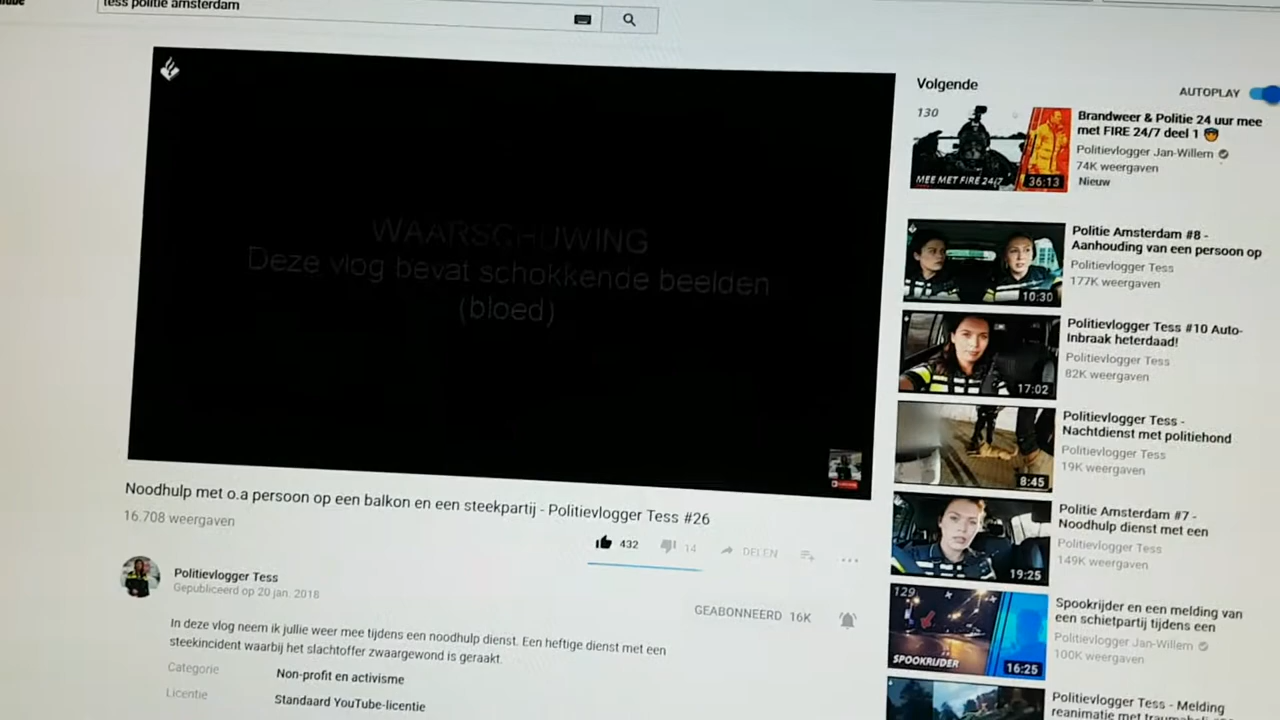 tess politie amsterdam
WAARSCHUWING
Deze vlog bevat schokkende beelden
(bloed)
Noodhulp met o.a persoon op een balkon en een steekpartij - Politievlogger Tess #26
16.708 weergaven
432
14
DELEN
Politievlogger Tess
Gepubliceerd op 20 jan. 2018
GEABONNEERD 16K
In deze vlog neem ik jullie weer mee tijdens een noodhulp dienst. Een heftige dienst met een
steekincident waarbij het slachtoffer zwaargewond is geraakt.
Categorie
Non-profit en activisme
Licentie
Standaard YouTube-licentie
Volgende
AUTOPLAY
130
MEE MET FIRE 24/7
36:13
Brandweer & Politie 24 uur mee
met FIRE 24/7 deel 1
Politievlogger Jan-Willem
74K weergaven
Nieuw
10:30
Politie Amsterdam #8 -
Aanhouding van een persoon op
Politievlogger Tess
177K weergaven
17:02
Politievlogger Tess #10 Auto-
Inbraak heterdaad!
Politievlogger Tess
82K weergaven
8:45
Politievlogger Tess -
Nachtdienst met politiehond
Politievlogger Tess
19K weergaven
19:25
Politie Amsterdam #7 -
Noodhulp dienst met een
Politievlogger Tess
149K weergaven
129
SPOOKRIJDER
16:25
Spookrijder en een melding van
een schietpartij tijdens een
Politievlogger Jan-Willem
100K weergaven
Politievlogger Tess - Melding
reanimatie met